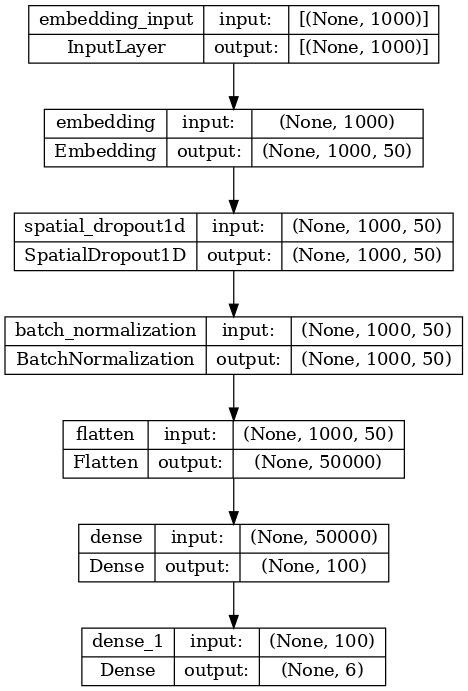 embedding_input input: [(None, 1000)]
InputLayer output: [(None, 1000)]
embedding input: (None, 1000)
Embedding output: (None, 1000, 50)
spatial_dropout1d input: (None, 1000, 50)
SpatialDropout1D output: (None, 1000, 50)
batch_normalization input: (None, 1000, 50)
BatchNormalization output: (None, 1000, 50)
flatten input: (None, 1000, 50)
Flatten output: (None, 50000)
dense input: (None, 50000)
Dense output: (None, 100)
dense_1 input: (None, 100)
Dense output: (None, 6)